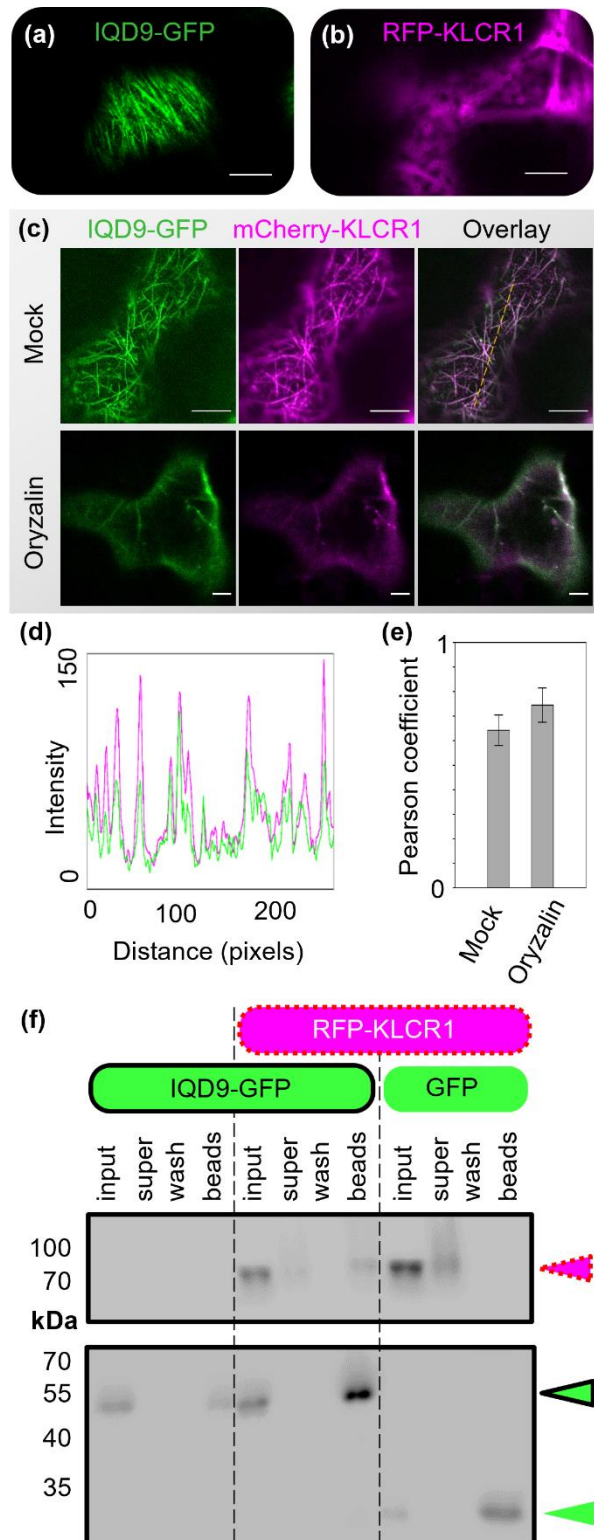 (a) IQD9-GFP
(b) RFP-KLCR1
(c) IQD9-GFP mCherry-KLCR1 Overlay
Mock
Oryzalin
(d)
150
Intensity
0
0 100 200
Distance (pixels)
(e)
1
Pearson coefficient
0
Mock Oryzalin
(f)
RFP-KLCR1
IQD9-GFP GFP
input super wash beads input super wash beads input super wash beads
100
70
kDa
70
55
40
35